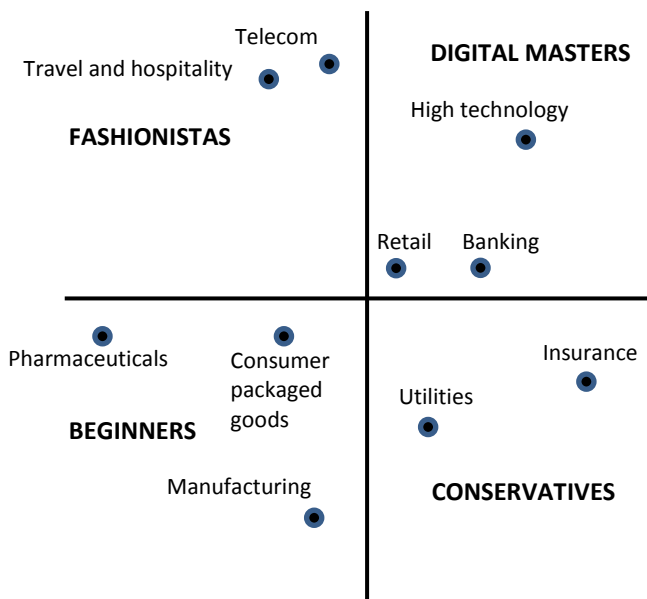 Telecom
DIGITAL MASTERS
Travel and hospitality
High technology
FASHIONISTAS
Retail
Banking
Pharmaceuticals
Consumer
packaged
goods
Insurance
Utilities
BEGINNERS
Manufacturing
CONSERVATIVES